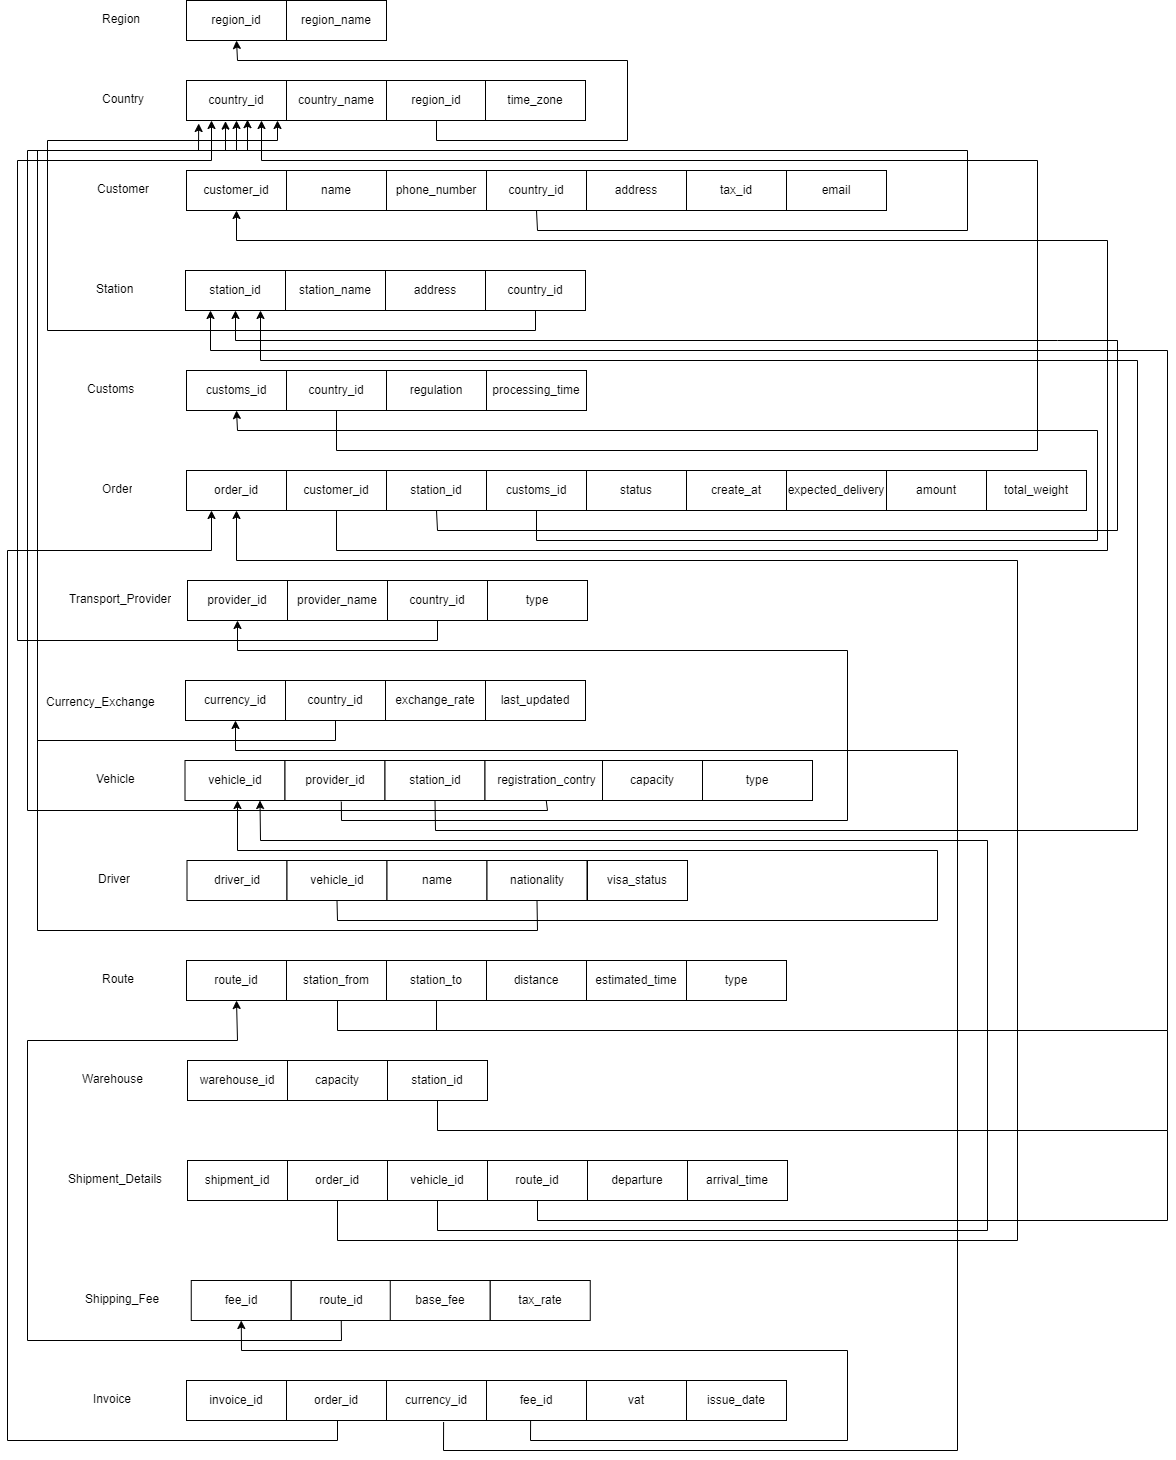 Region region_id region_name
Country country_id country_name region_id time_zone
Customer customer_id name phone_number country_id address tax_id email
Station station_id station_name address country_id
Customs customs_id country_id regulation processing_time
Order order_id customer_id station_id customs_id status create_at expected_delivery amount total_weight
Transport_Provider provider_id provider_name country_id type
Currency_Exchange currency_id country_id exchange_rate last_updated
Vehicle vehicle_id provider_id station_id registration_contry capacity type
Driver driver_id vehicle_id name nationality visa_status
Route route_id station_from station_to distance estimated_time type
Warehouse warehouse_id capacity station_id
Shipment_Details shipment_id order_id vehicle_id route_id departure arrival_time
Shipping_Fee fee_id route_id base_fee tax_rate
Invoice invoice_id order_id currency_id fee_id vat issue_date